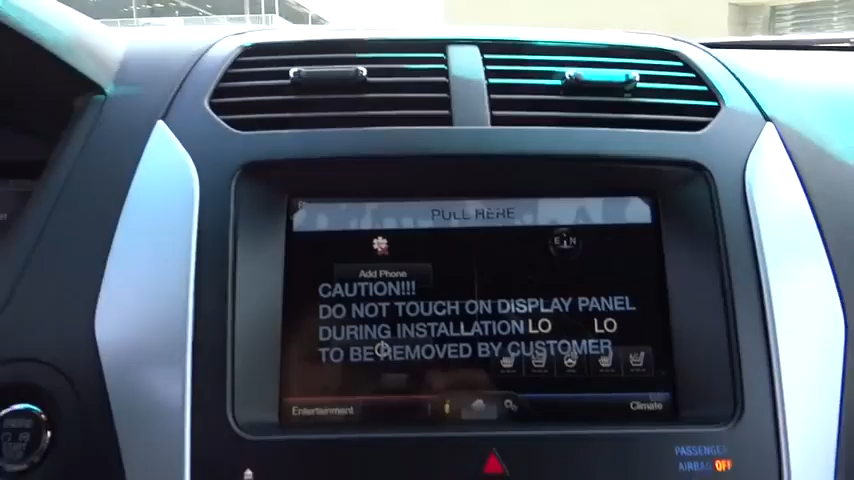 PULL HERE
E N
Add Phone
CAUTION!!!
DO NOT TOUCH ON DISPLAY PANEL
DURING INSTALLATION LO LO
TO BE REMOVED BY CUSTOMER
Entertainment
Climate
PASSENGER
AIRBAG OFF